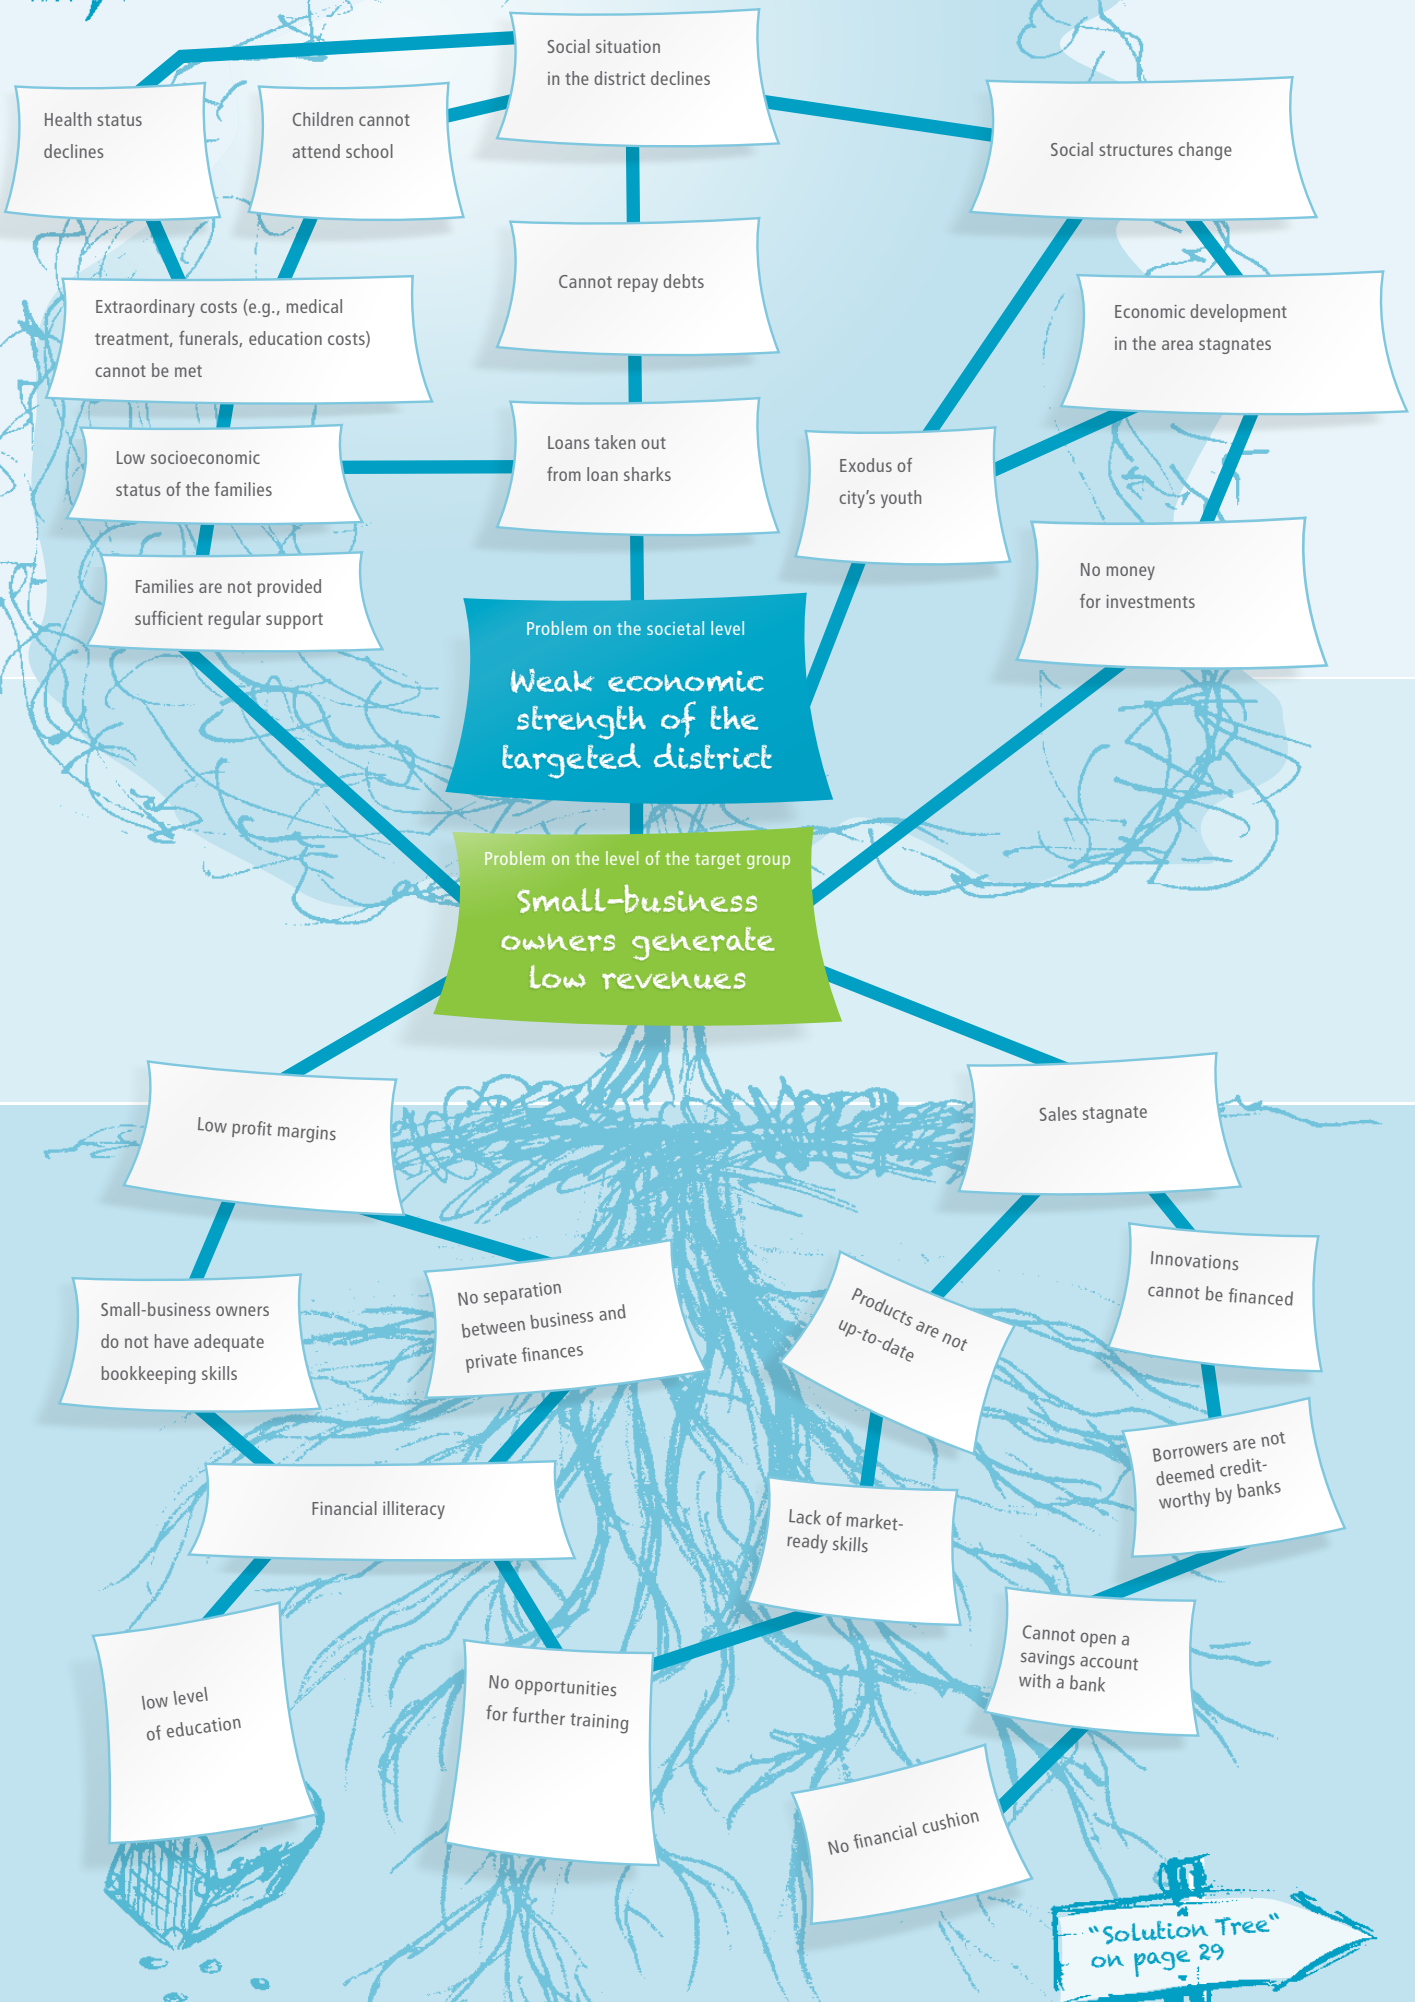 Social situation
in the district declines
Health status
declines
Children cannot
attend school
Social structures change
Cannot repay debts
Extraordinary costs (e.g., medical
treatment, funerals, education costs)
cannot be met
Economic development
in the area stagnates
Low socioeconomic
status of the families
Loans taken out
from loan sharks
Exodus of
city's youth
Families are not provided
sufficient regular support
No money
for investments
Problem on the societal level
Weak economic
strength of the
targeted district
Problem on the level of the target group
Small-business
owners generate
low revenues
Low profit margins
Sales stagnate
Small-business owners
do not have adequate
bookkeeping skills
No separation
between business and
private finances
Products are not
up-to-date
Innovations
cannot be financed
Borrowers are not
deemed credit-
worthy by banks
Financial illiteracy
Lack of market-
ready skills
Cannot open a
savings account
with a bank
low level
of education
No opportunities
for further training
No financial cushion
"Solution Tree"
on page 29